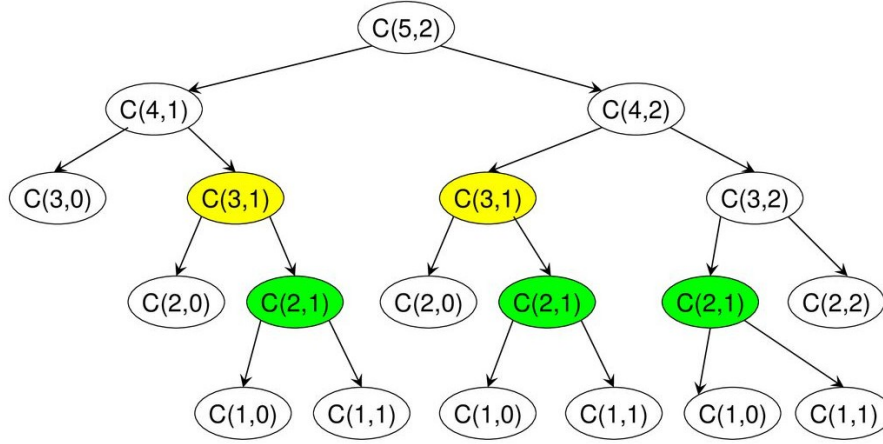 C(5,2)
C(4,1) C(4,2)
C(3,0) C(3,1) C(3,1) C(3,2)
C(2,0) C(2,1) C(2,0) C(2,1) C(2,1) C(2,2)
C(1,0) C(1,1) C(1,0) C(1,1) C(1,0) C(1,1)